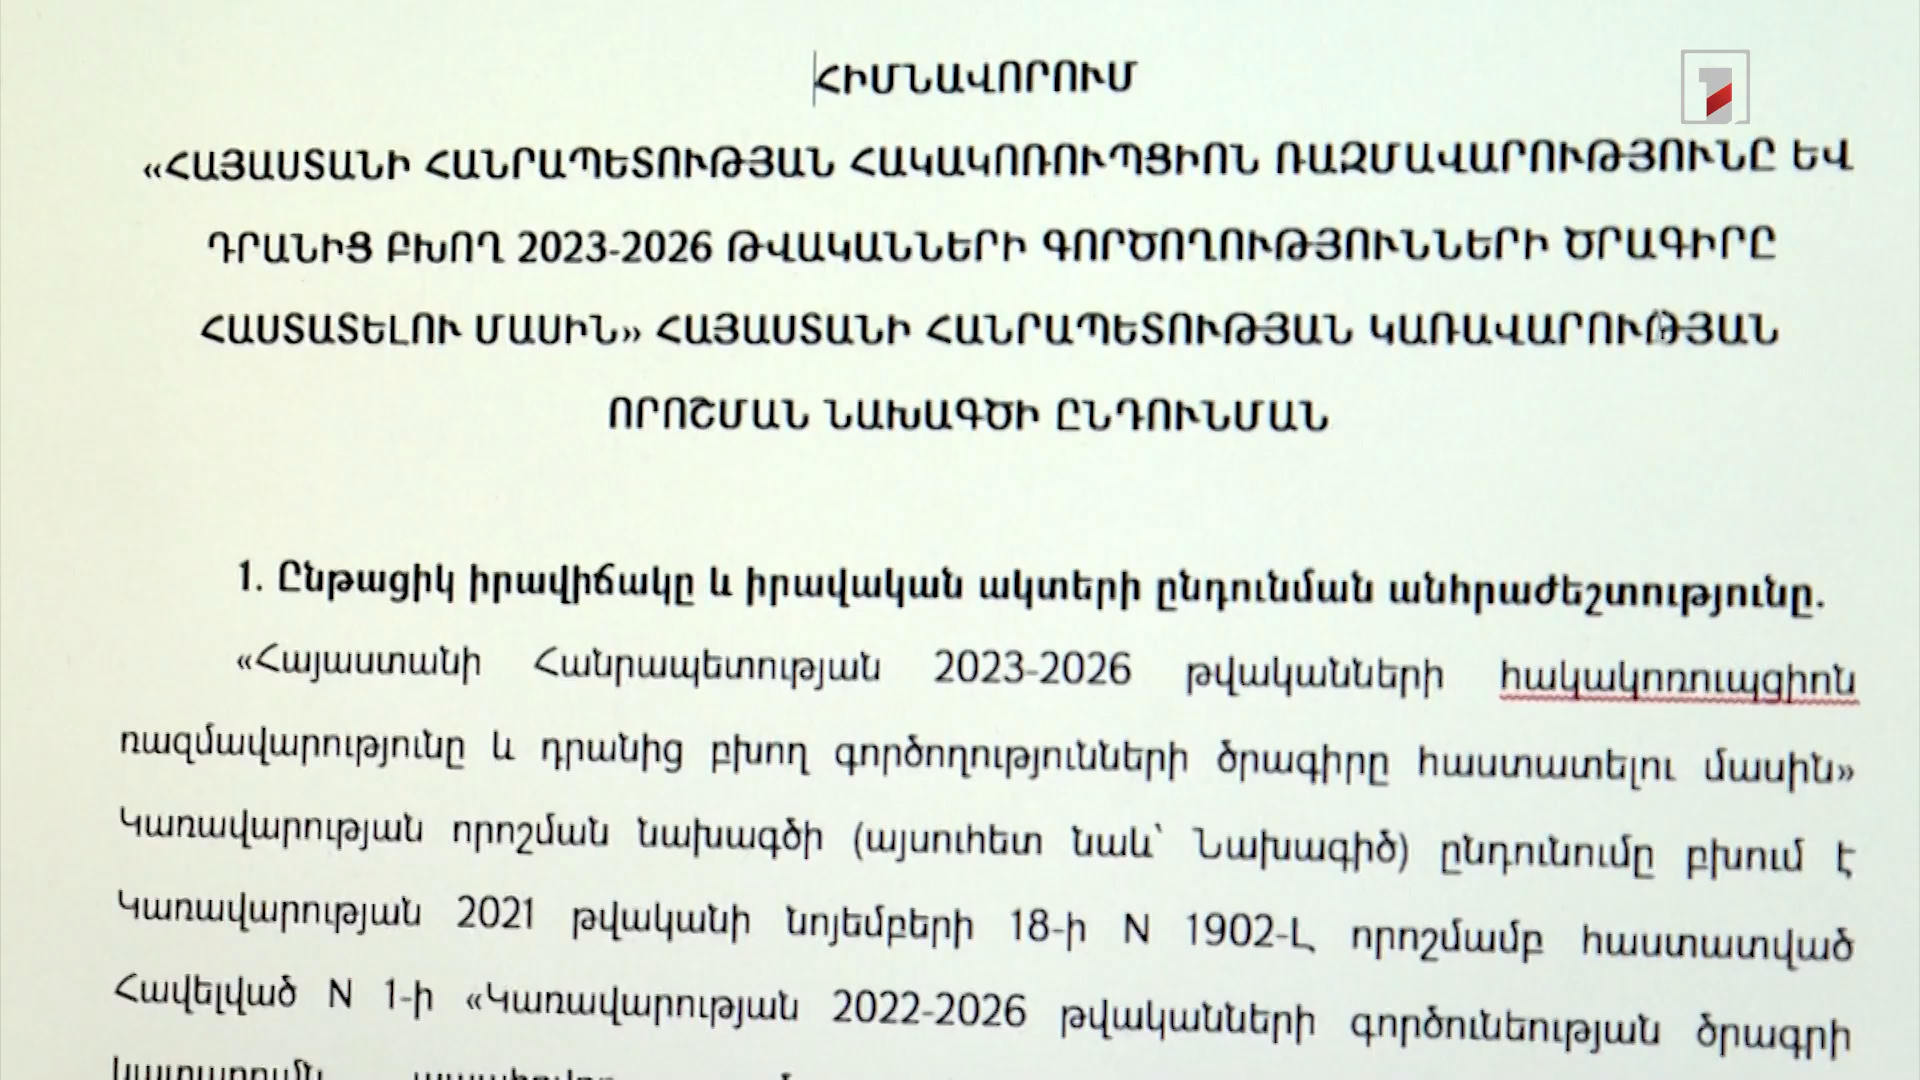 ՀԻՄՆԱՎՈՐՈՒՄ
«ՀԱՅԱՍՏԱՆԻ ՀԱՆՐԱՊԵՏՈՒԹՅԱՆ ՀԱԿԱԿՈՌՈՒՊՑԻՈՆ ՌԱԶՄԱՎԱՐՈՒԹՅՈՒՆԸ ԵՎ
ԴՐԱՆԻՑ ԲԽՈՂ 2023-2026 ԹՎԱԿԱՆՆԵՐԻ ԳՈՐԾՈՂՈՒԹՅՈՒՆՆԵՐԻ ԾՐԱԳԻՐԸ
ՀԱՍՏԱՏԵԼՈՒ ՄԱՍԻՆ» ՀԱՅԱՍՏԱՆԻ ՀԱՆՐԱՊԵՏՈՒԹՅԱՆ ԿԱՌԱՎԱՐՈՒԹՅԱՆ
ՈՐՈՇՄԱՆ ՆԱԽԱԳԾԻ ԸՆԴՈՒՆՄԱՆ
1. Ընթացիկ իրավիճակը և իրավական ակտերի ընդունման անհրաժեշտությունը.
«Հայաստանի Հանրապետության 2023-2026 թվականների հակակոռուպցիոն
ռազմավարությունը և դրանից բխող գործողությունների ծրագիրը հաստատելու մասին»
Կառավարության որոշման նախագծի (այսուհետ նաև՝ Նախագիծ) ընդունումը բխում է
Կառավարության 2021 թվականի նոյեմբերի 18-ի N 1902-Լ որոշմամբ հաստատված
Հավելված N 1-ի «Կառավարության 2022-2026 թվականների գործունեության ծրագրի